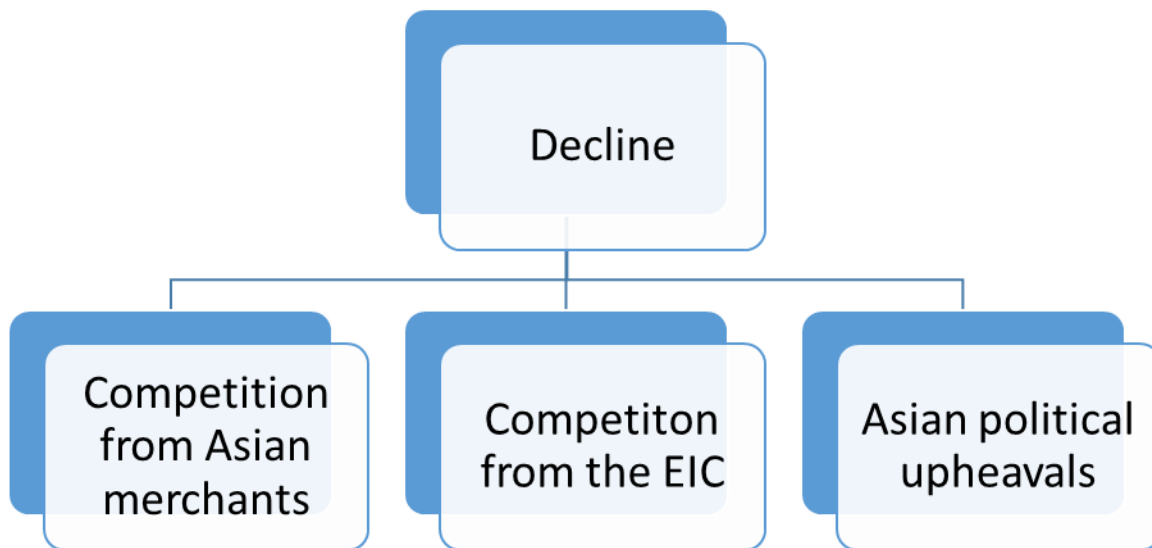 Decline
Competition
from Asian
merchants
Competiton
from the EIC
Asian political
upheavals